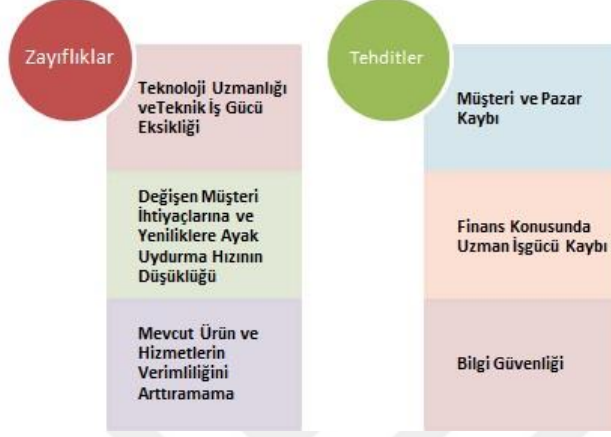 Zayıflıklar
Teknoloji Uzmanlığı
veTeknik İş Gücü
Eksikliği
Değişen Müşteri
İhtiyaçlarına ve
Yeniliklere Ayak
Uydurma Hızının
Düşüklüğü
Mevcut Ürün ve
Hizmetlerin
Verimliliğini
Arttıramama
Tehditler
Müşteri ve Pazar
Kaybı
Finans Konusunda
Uzman İşgücü Kaybı
Bilgi Güvenliği